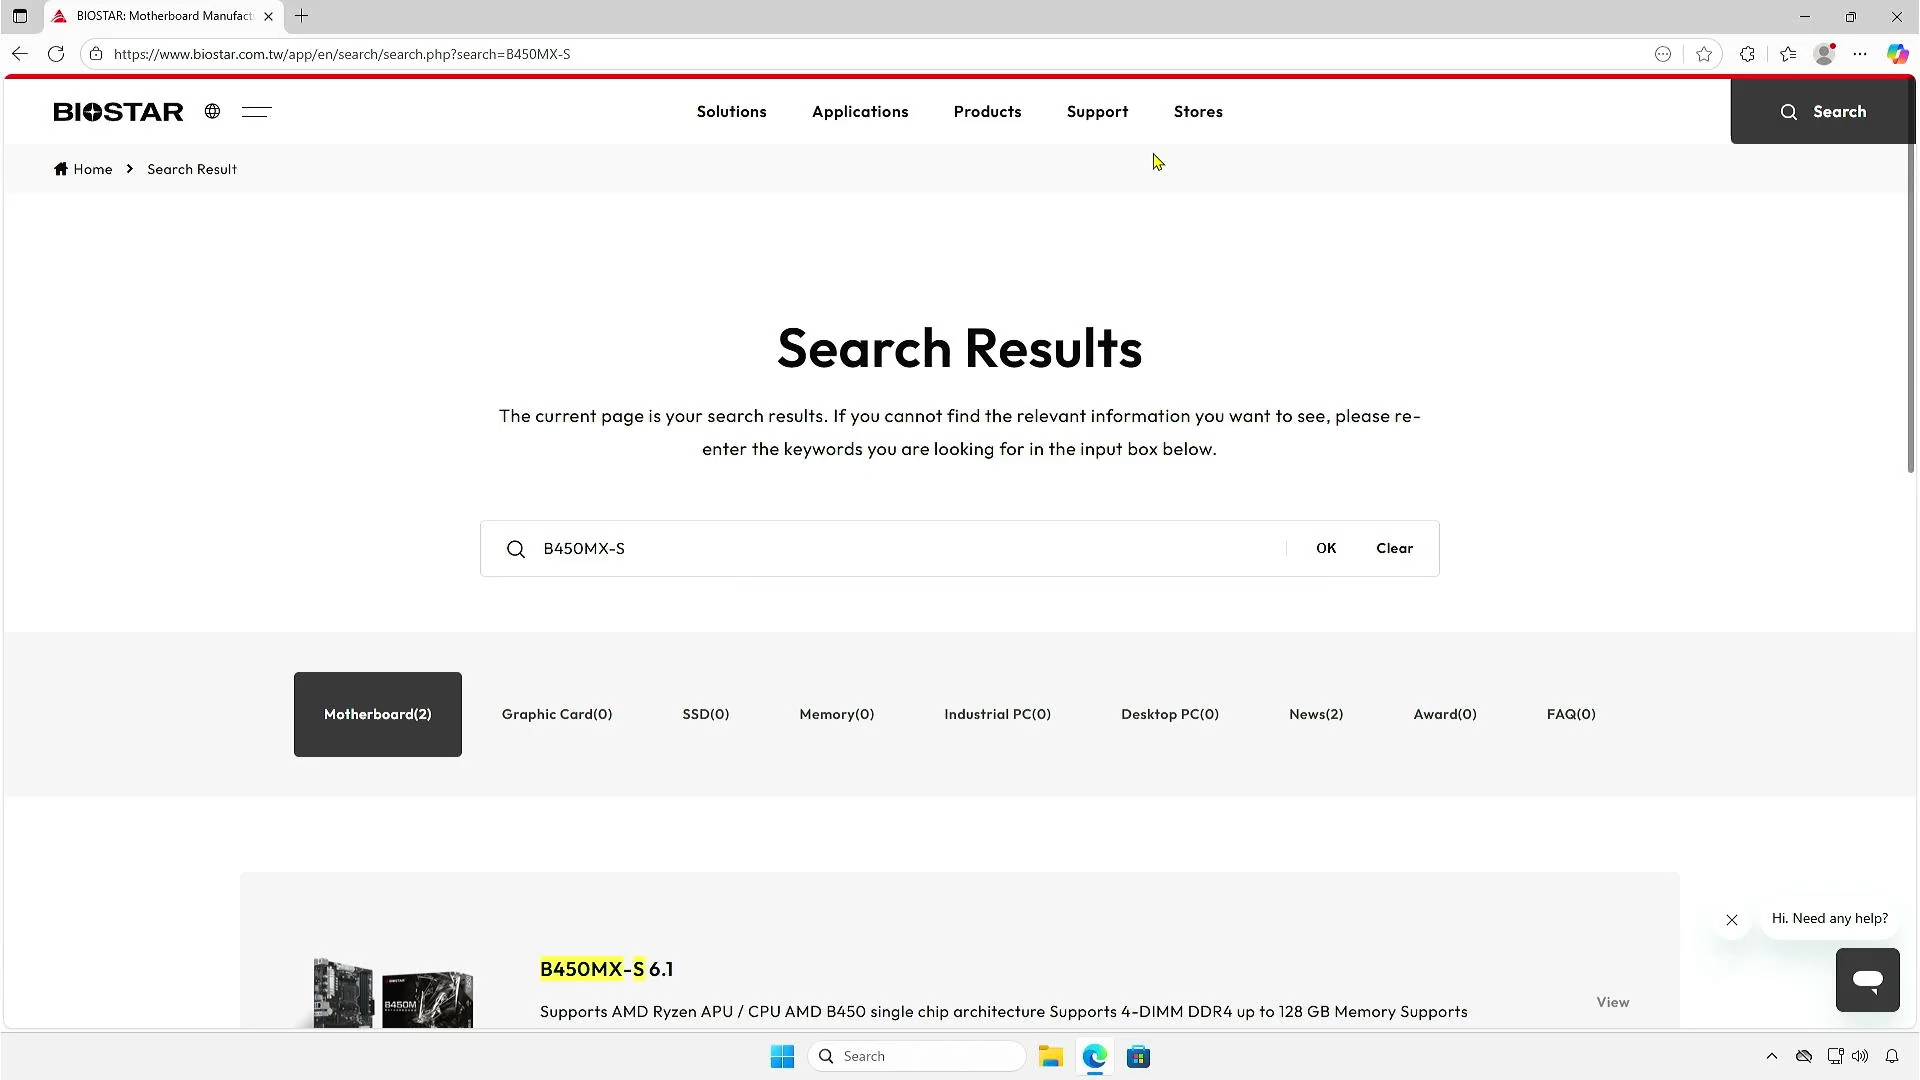 BIOSTAR: Motherboard Manufact
https://www.biostar.com.tw/app/en/search/search.php?search=B450MX-S
BIOSTAR
Solutions
Applications
Products
Support
Stores
Search
Home
Search Result
Search Results
The current page is your search results. If you cannot find the relevant information you want to see, please re-
enter the keywords you are looking for in the input box below.
B450MX-S
OK
Clear
Motherboard(2)
Graphic Card(0)
SSD(0)
Memory(0)
Industrial PC(0)
Desktop PC(0)
News(2)
Award(0)
FAQ(0)
Hi. Need any help?
B450MX-S 6.1
B450M
Supports AMD Ryzen APU / CPU AMD B450 single chip architecture Supports 4-DIMM DDR4 up to 128 GB Memory Supports
View
Search